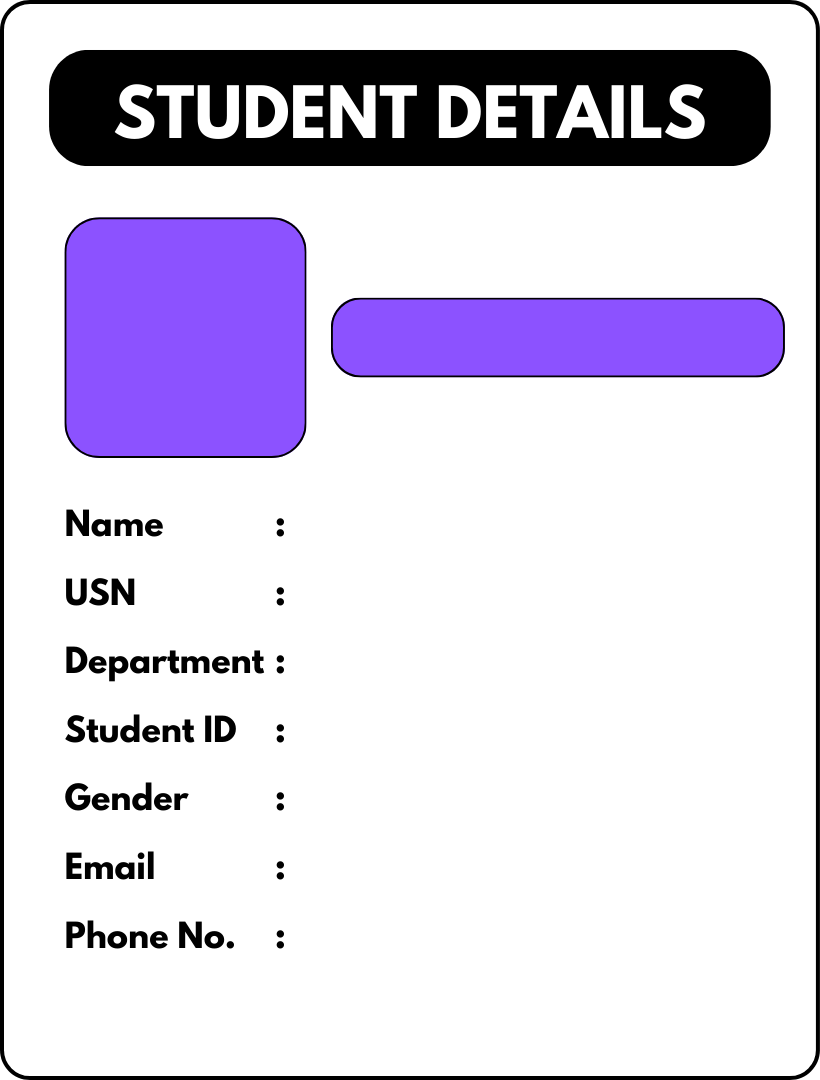 STUDENT DETAILS
Name :
USN :
Department :
Student ID :
Gender :
Email :
Phone No. :